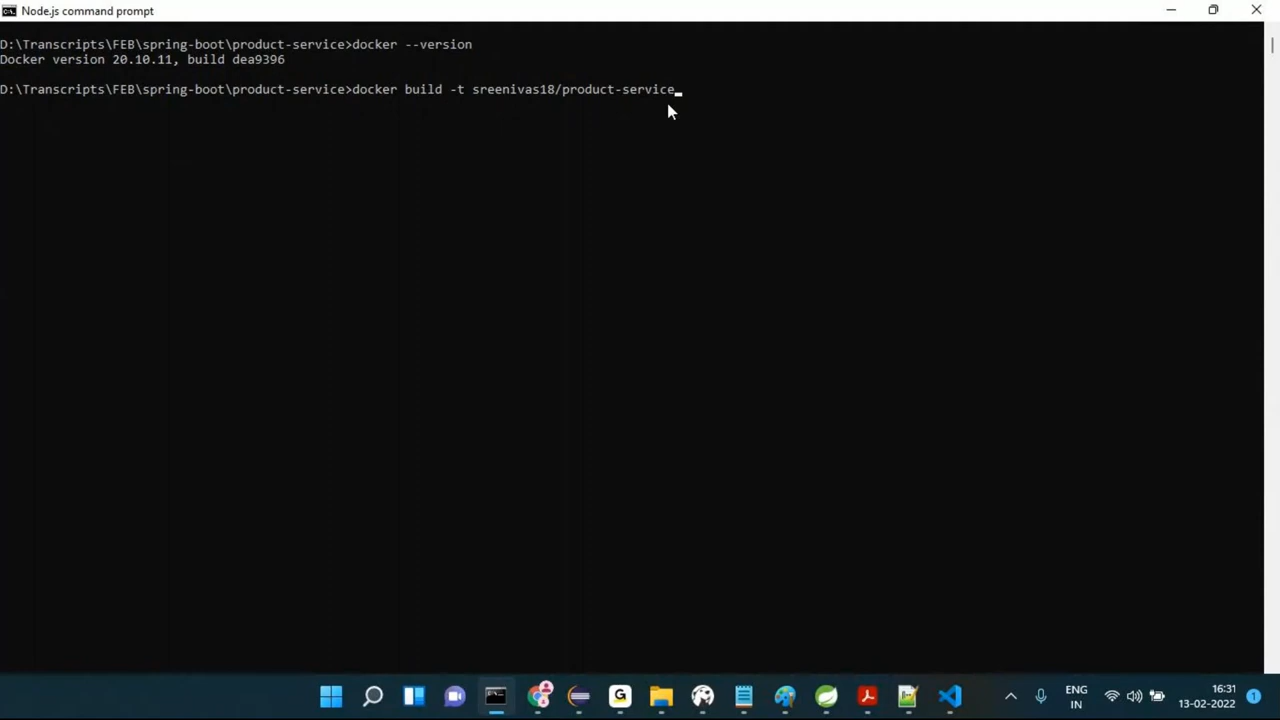 Node.js command prompt
D:\Transcripts\FEB\spring-boot\product-service>docker --version
Docker version 20.10.11, build dea9396
D:\Transcripts\FEB\spring-boot\product-service>docker build -t sreenivas18/product-service
G
ENG
IN
16:31
13-02-2022
1